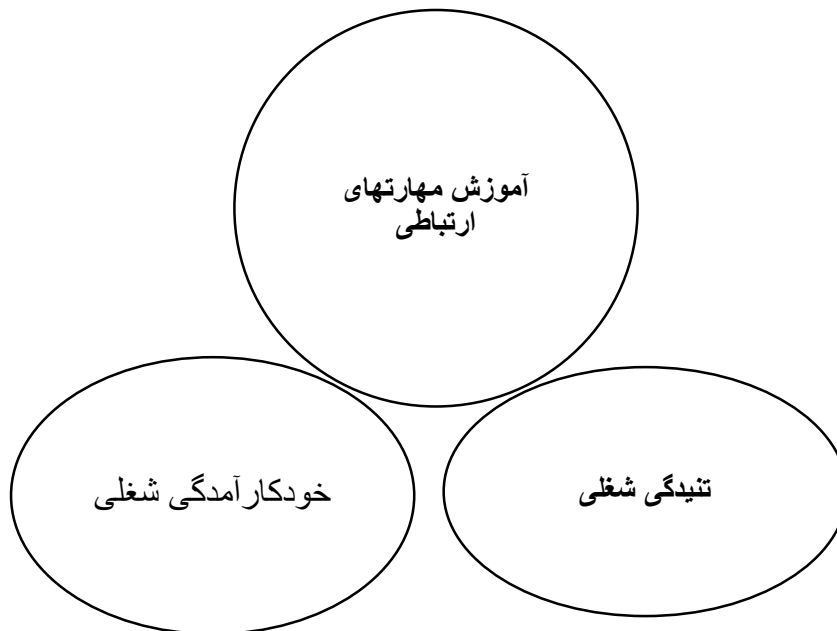 آموزش مهارتهای
ارتباطی
تنیدگی شغلی
خودکارآمدگی شغلی